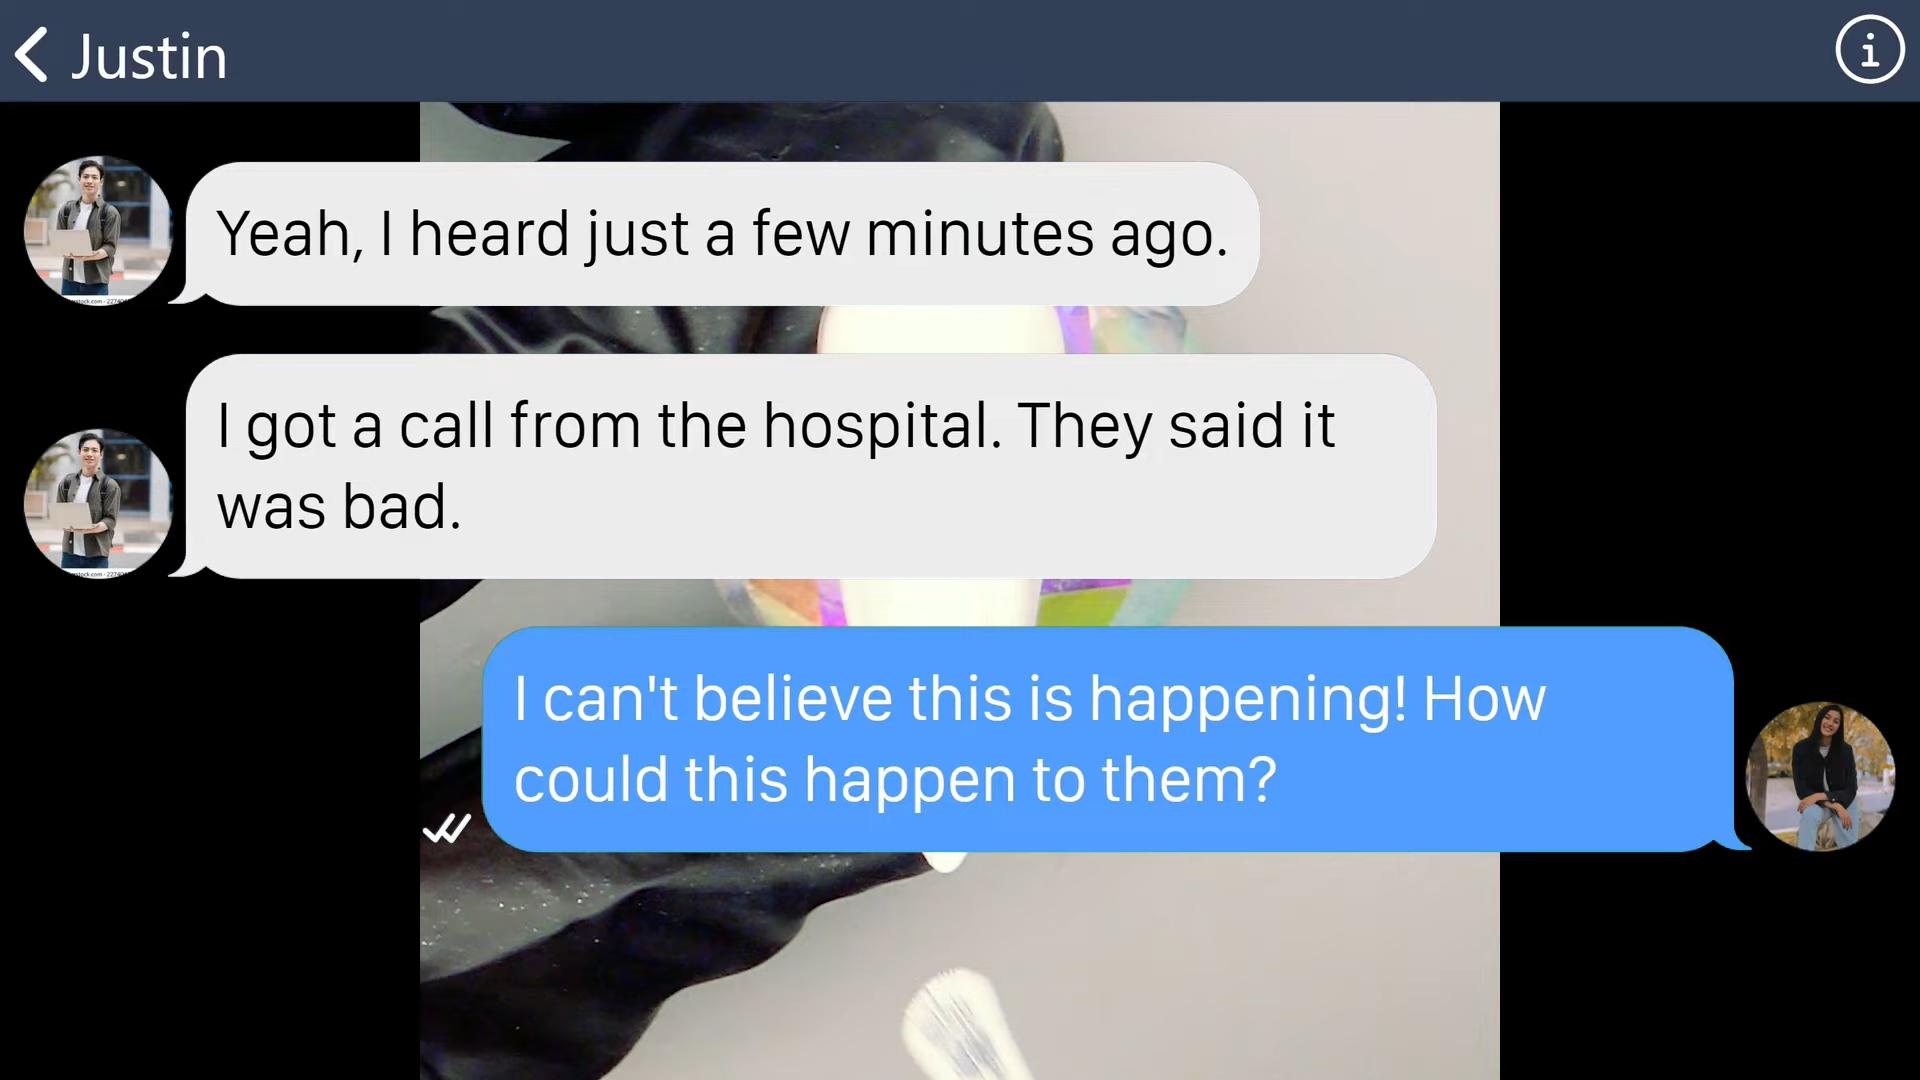 Justin
Yeah, I heard just a few minutes ago.
I got a call from the hospital. They said it
was bad.
I can't believe this is happening! How
could this happen to them?